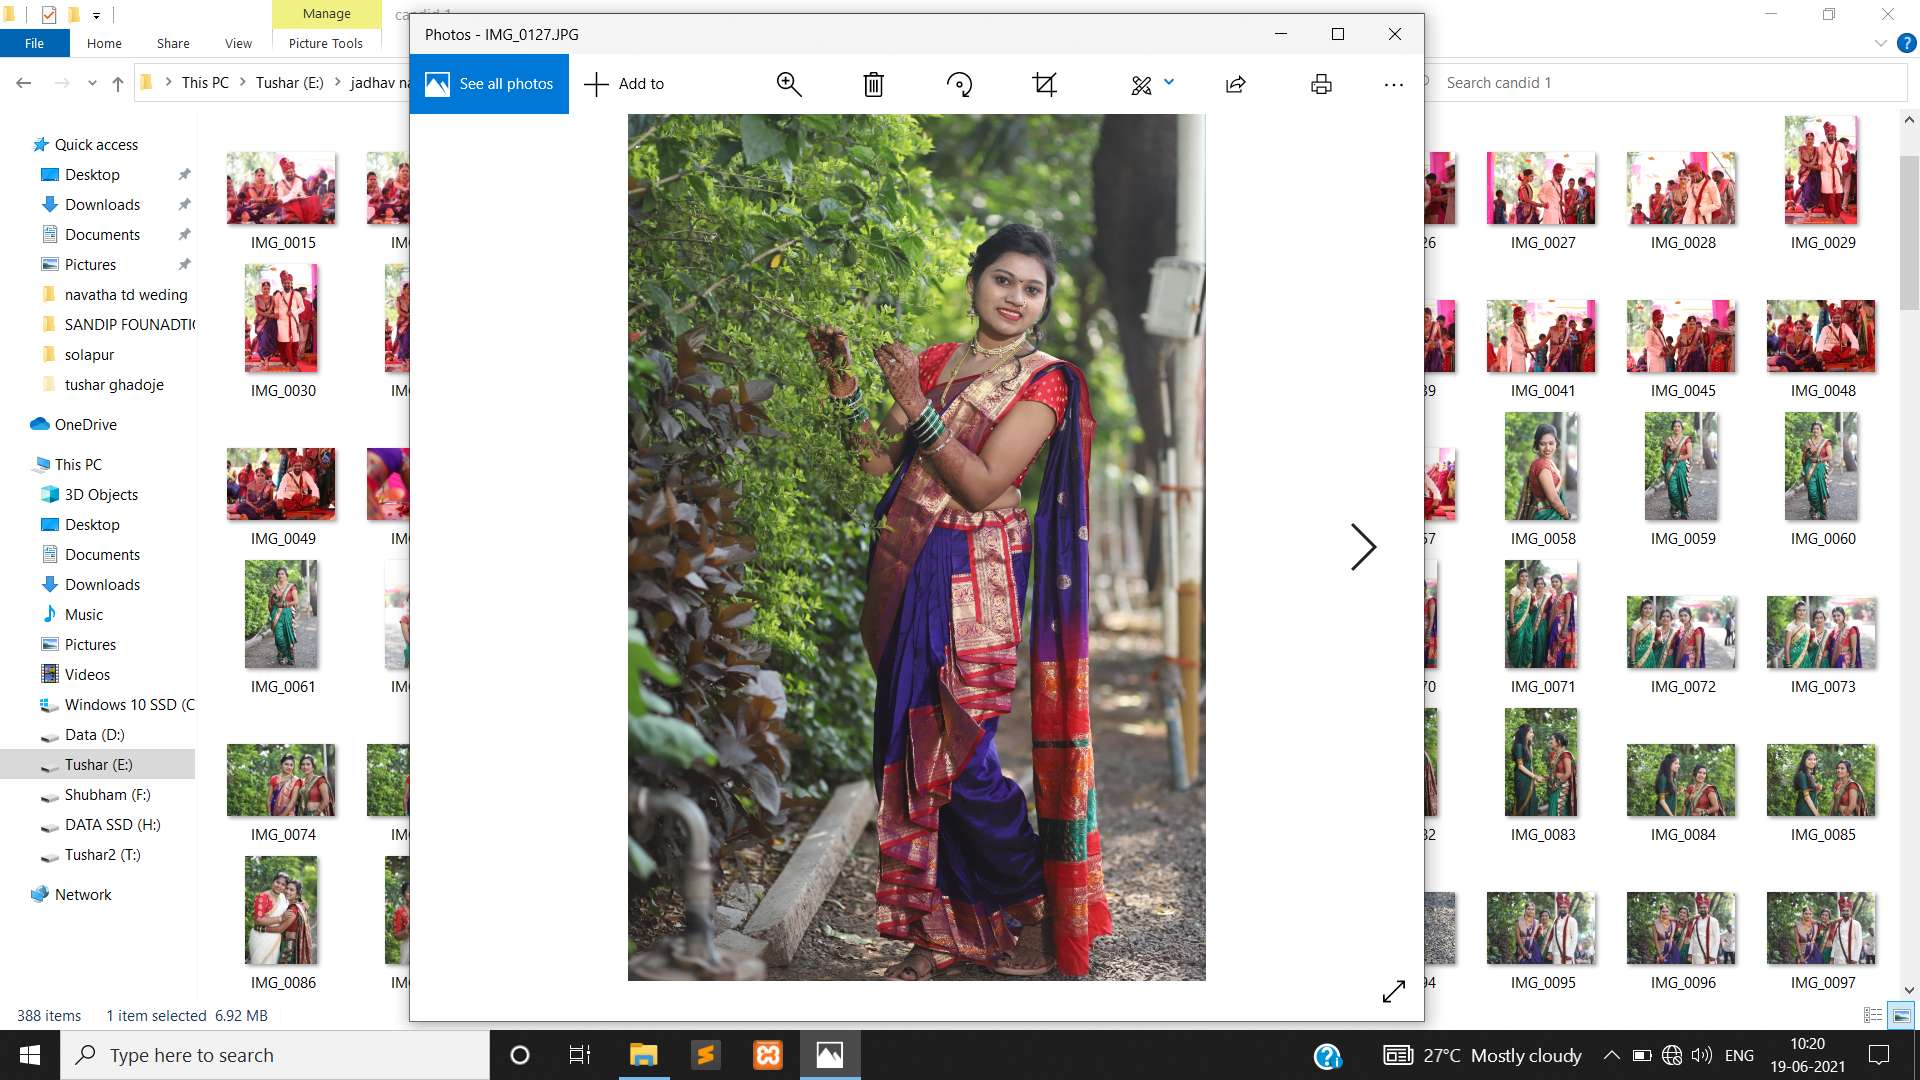 Manage
candid 1
File
Home
Share
View
Picture Tools
This PC
Tushar (E:)
jadhav na
Search candid 1
Photos - IMG_0127.JPG
See all photos
Add to
Quick access
Desktop
Downloads
Documents
Pictures
navatha td weding
SANDIP FOUNADTIO
solapur
tushar ghadoje
OneDrive
This PC
3D Objects
Desktop
Documents
Downloads
Music
Pictures
Videos
Windows 10 SSD (C
Data (D:)
Tushar (E:)
Shubham (F:)
DATA SSD (H:)
Tushar2 (T:)
Network
IMG_0015
IM
26
IMG_0027
IMG_0028
IMG_0029
IMG_0030
IM
39
IMG_0041
IMG_0045
IMG_0048
IMG_0049
IM
57
IMG_0058
IMG_0059
IMG_0060
IMG_0061
IM
70
IMG_0071
IMG_0072
IMG_0073
IMG_0074
IM
82
IMG_0083
IMG_0084
IMG_0085
IMG_0086
IM
94
IMG_0095
IMG_0096
IMG_0097
388 items
1 item selected 6.92 MB
Type here to search
27°C Mostly cloudy
ENG
10:20
19-06-2021